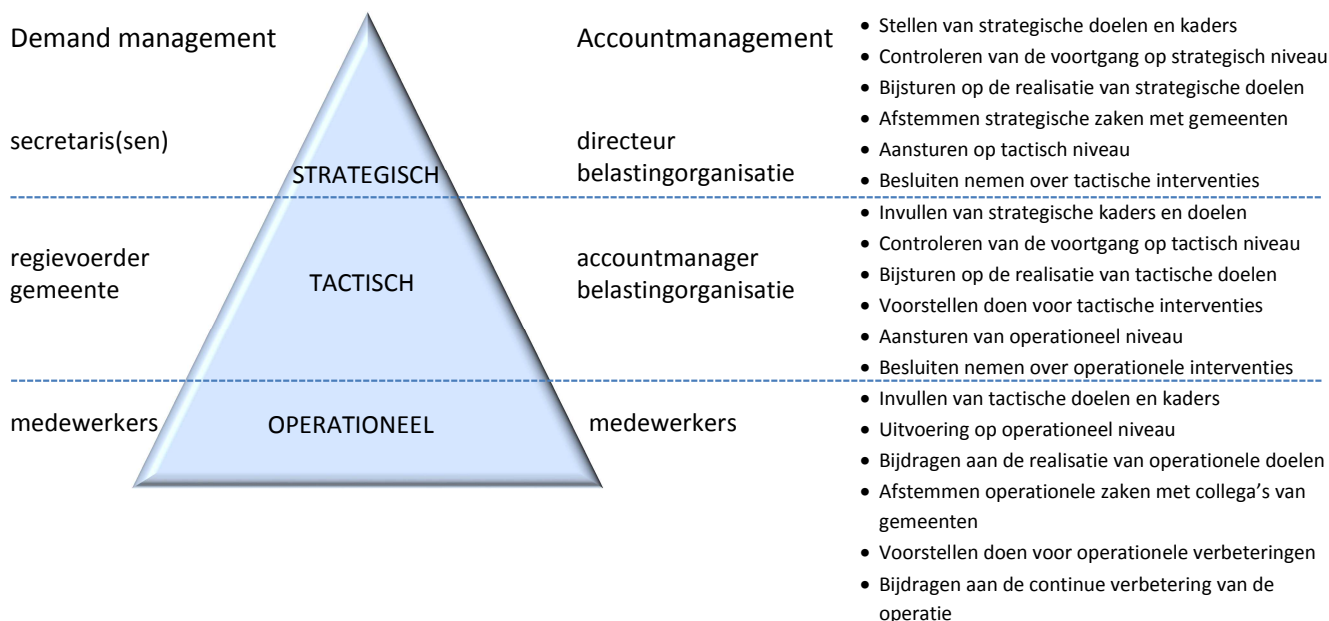 Demand management
Accountmanagement
• Stellen van strategische doelen en kaders
• Controleren van de voortgang op strategisch niveau
• Bijsturen op de realisatie van strategische doelen
• Afstemmen strategische zaken met gemeenten
• Aansturen op tactisch niveau
• Besluiten nemen over tactische interventies
secretaris(sen)
STRATEGISCH
directeur
belastingorganisatie
• Invullen van strategische kaders en doelen
• Controleren van de voortgang op tactisch niveau
• Bijsturen op de realisatie van tactische doelen
• Voorstellen doen voor tactische interventies
• Aansturen van operationeel niveau
• Besluiten nemen over operationele interventies
regievoerder
gemeente
TACTISCH
accountmanager
belastingorganisatie
• Invullen van tactische doelen en kaders
• Uitvoering op operationeel niveau
• Bijdragen aan de realisatie van operationele doelen
• Afstemmen operationele zaken met collega's van
gemeenten
• Voorstellen doen voor operationele verbeteringen
• Bijdragen aan de continue verbetering van de
operatie
medewerkers
OPERATIONEEL
medewerkers